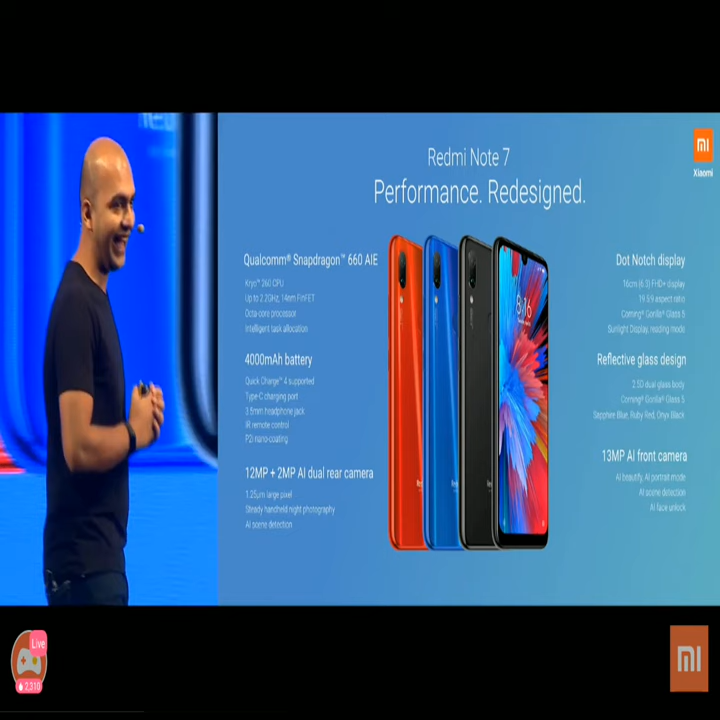 Redmi Note 7
Performance. Redesigned.
mi
Xiaomi
Qualcomm® Snapdragon™ 660 AIE
Kryo™ 260 CPU
Up to 2.2GHz, 14nm FinFET
Octa-core processor
Intelligent task allocation
4000mAh battery
Quick Charge™ 4 supported
Type-C charging port
3.5mm headphone jack
IR remote control
P2i nano-coating
12MP + 2MP AI dual rear camera
1.25μm large pixel
Steady handheld night photography
AI scene detection
8:16
Dot Notch display
16cm (6.3) FHD+ display
19.5:9 aspect ratio
Corning® Gorilla® Glass 5
Sunlight Display, reading mode
Reflective glass design
2.5D dual glass body
Corning® Gorilla® Glass 5
Sapphire Blue, Ruby Red, Onyx Black
13MP AI front camera
AI beautify, AI portrait mode
AI scene detection
AI face unlock
Live
2,310
mi